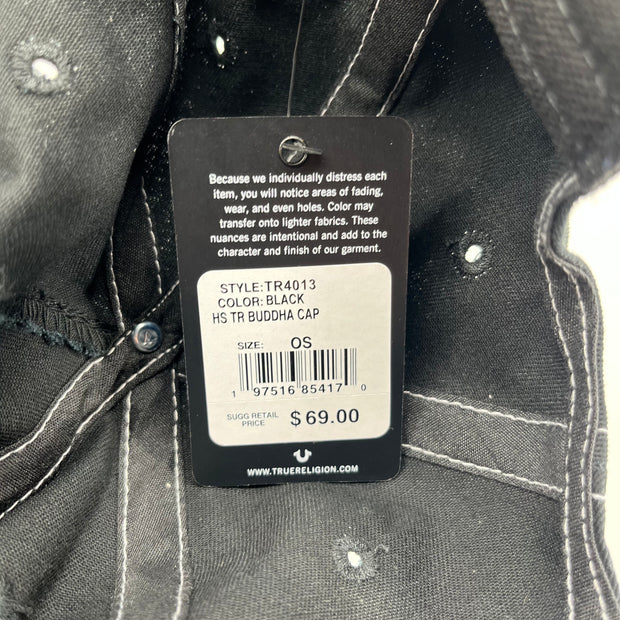 Because we individually distress each
item, you will notice areas of fading,
wear, and even holes. Color may
transfer onto lighter fabrics. These
nuances are intentional and add to the
character and finish of our garment.
STYLE:TR4013
COLOR:BLACK
HS TR BUDDHA CAP
SIZE: OS
1 97516 85417 0
SUGG RETAIL
PRICE $69.00
WWW.TRUERELIGION.COM